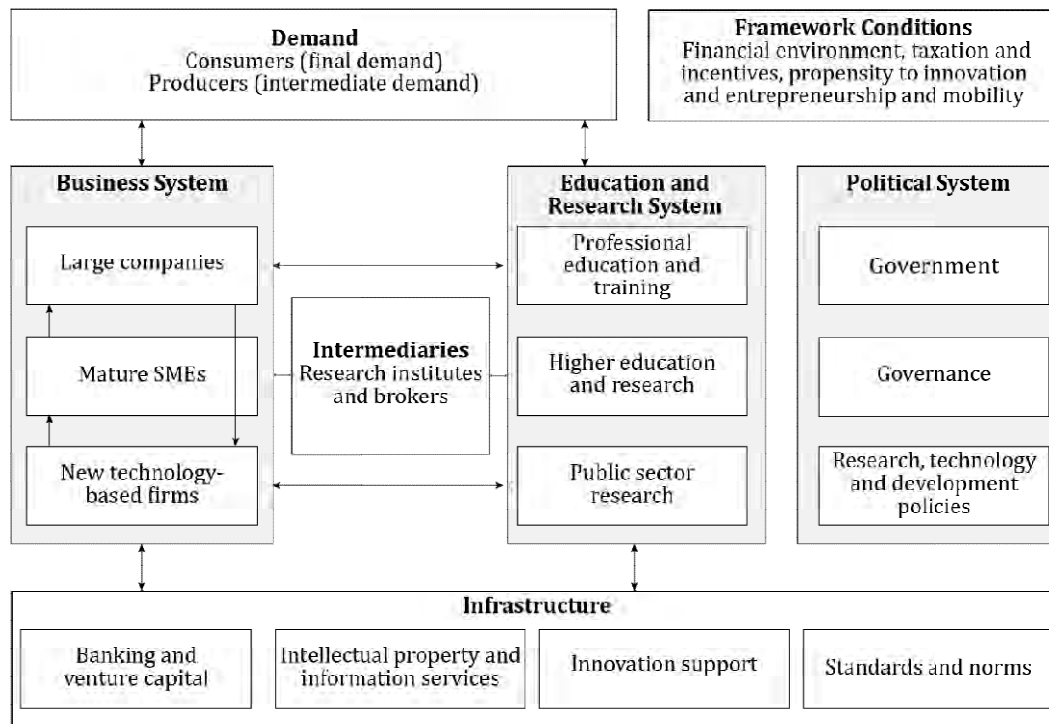 Demand
Consumers (final demand)
Producers (intermediate demand)
Framework Conditions
Financial environment, taxation and
incentives, propensity to innovation
and entrepreneurship and mobility
Business System
Large companies
Mature SMEs
New technology-
based firms
Intermediaries
Research institutes
and brokers
Education and
Research System
Professional
education and
training
Higher education
and research
Public sector
research
Political System
Government
Governance
Research, technology
and development
policies
Infrastructure
Banking and
venture capital
Intellectual property and
information services
Innovation support
Standards and norms